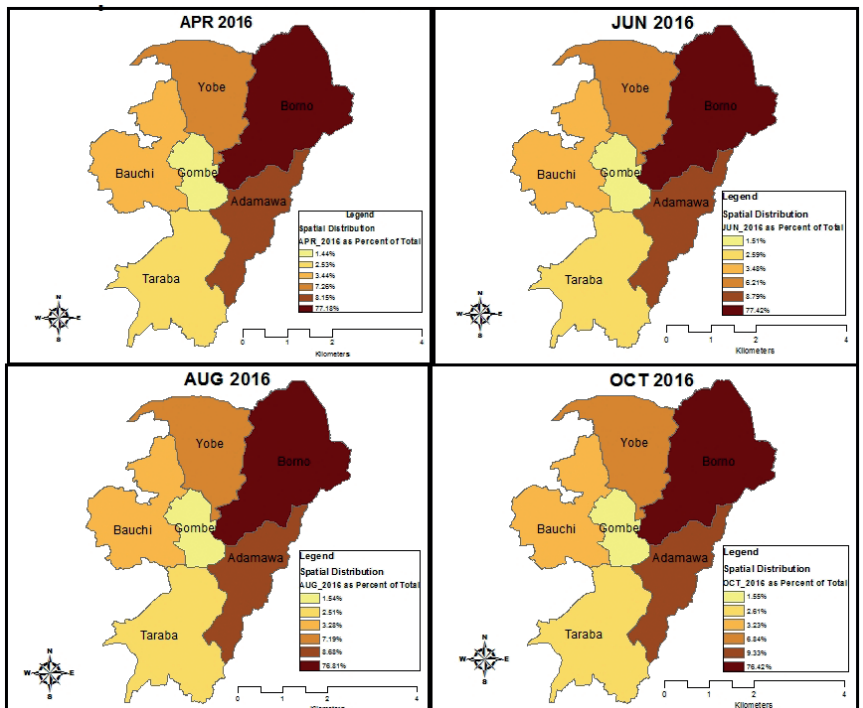 APR 2016
Yobe
Borno
Bauchi
Gombe
Adamawa
Taraba
Legend
Spatial Distribution
APR_2016 as Percent of Total
1.44%
2.53%
3.44%
7.26%
8.15%
77.18%
N
W E
S
0 1 2 4
Kilometers
JUN 2016
Yobe
Borno
Bauchi
Gombe
Adamawa
Taraba
Legend
Spatial Distribution
JUN_2016 as Percent of Total
1.51%
2.59%
3.48%
6.21%
8.79%
77.42%
N
W E
S
0 1 2 4
Kilometers
AUG 2016
Yobe
Borno
Bauchi
Gombe
Adamawa
Taraba
Legend
Spatial Distribution
AUG_2016 as Percent of Total
1.54%
2.51%
3.28%
7.19%
8.68%
76.81%
N
W E
S
0 1 2 4
Kilometers
OCT 2016
Yobe
Borno
Bauchi
Gombe
Adamawa
Taraba
Legend
Spatial Distribution
OCT_2016 as Percent of Total
1.55%
2.61%
3.23%
6.84%
9.33%
76.42%
N
W E
S
0 1 2 4
Kilometers